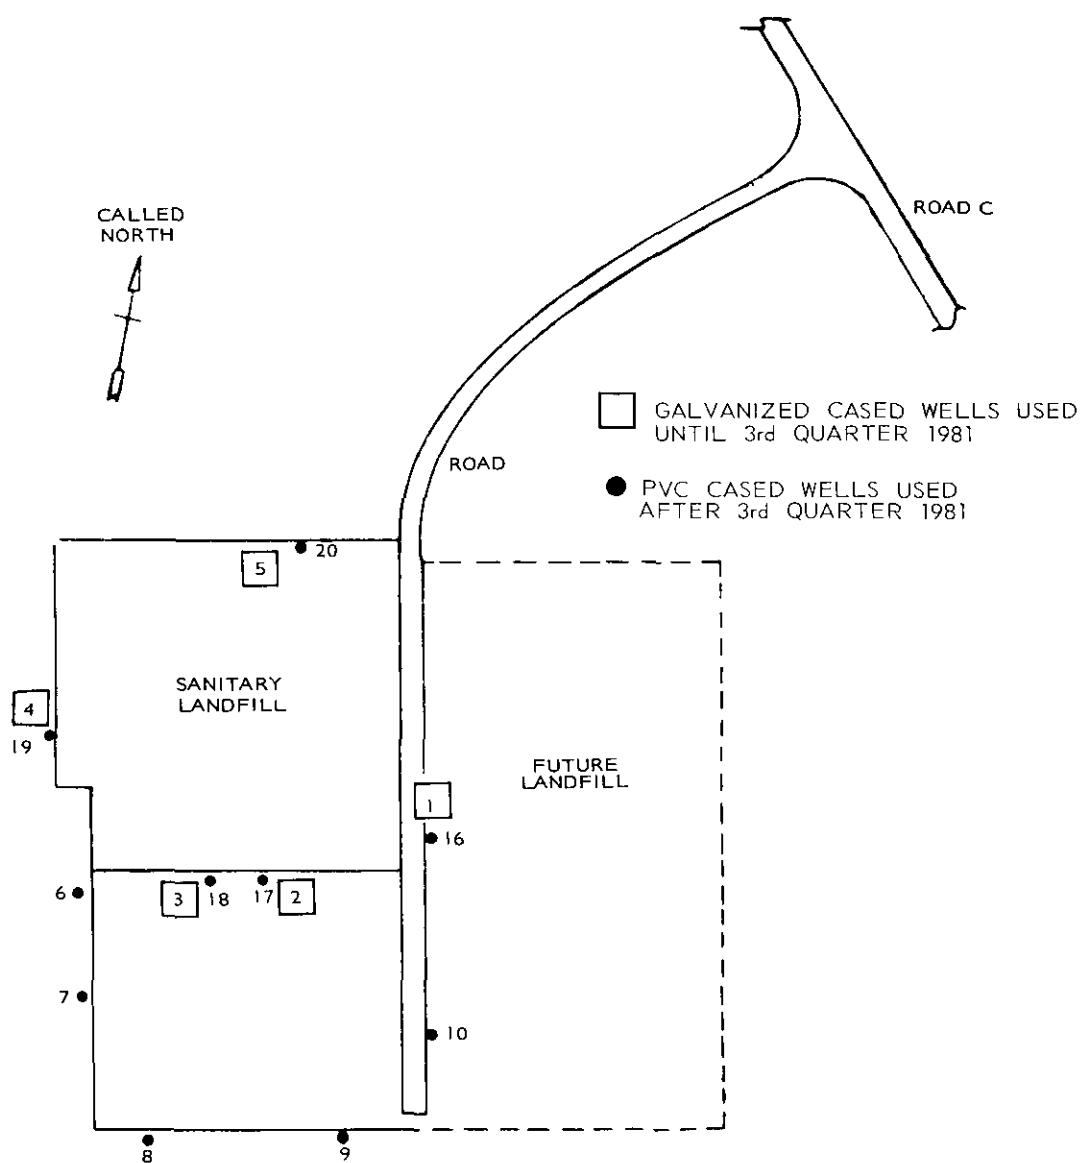 CALLED
NORTH
ROAD C
GALVANIZED CASED WELLS USED
UNTIL 3rd QUARTER 1981
ROAD
PVC CASED WELLS USED
AFTER 3rd QUARTER 1981
20
5
SANITARY
LANDFILL
4
19
FUTURE
LANDFILL
1
16
6
3
18
17
2
7
10
8
9